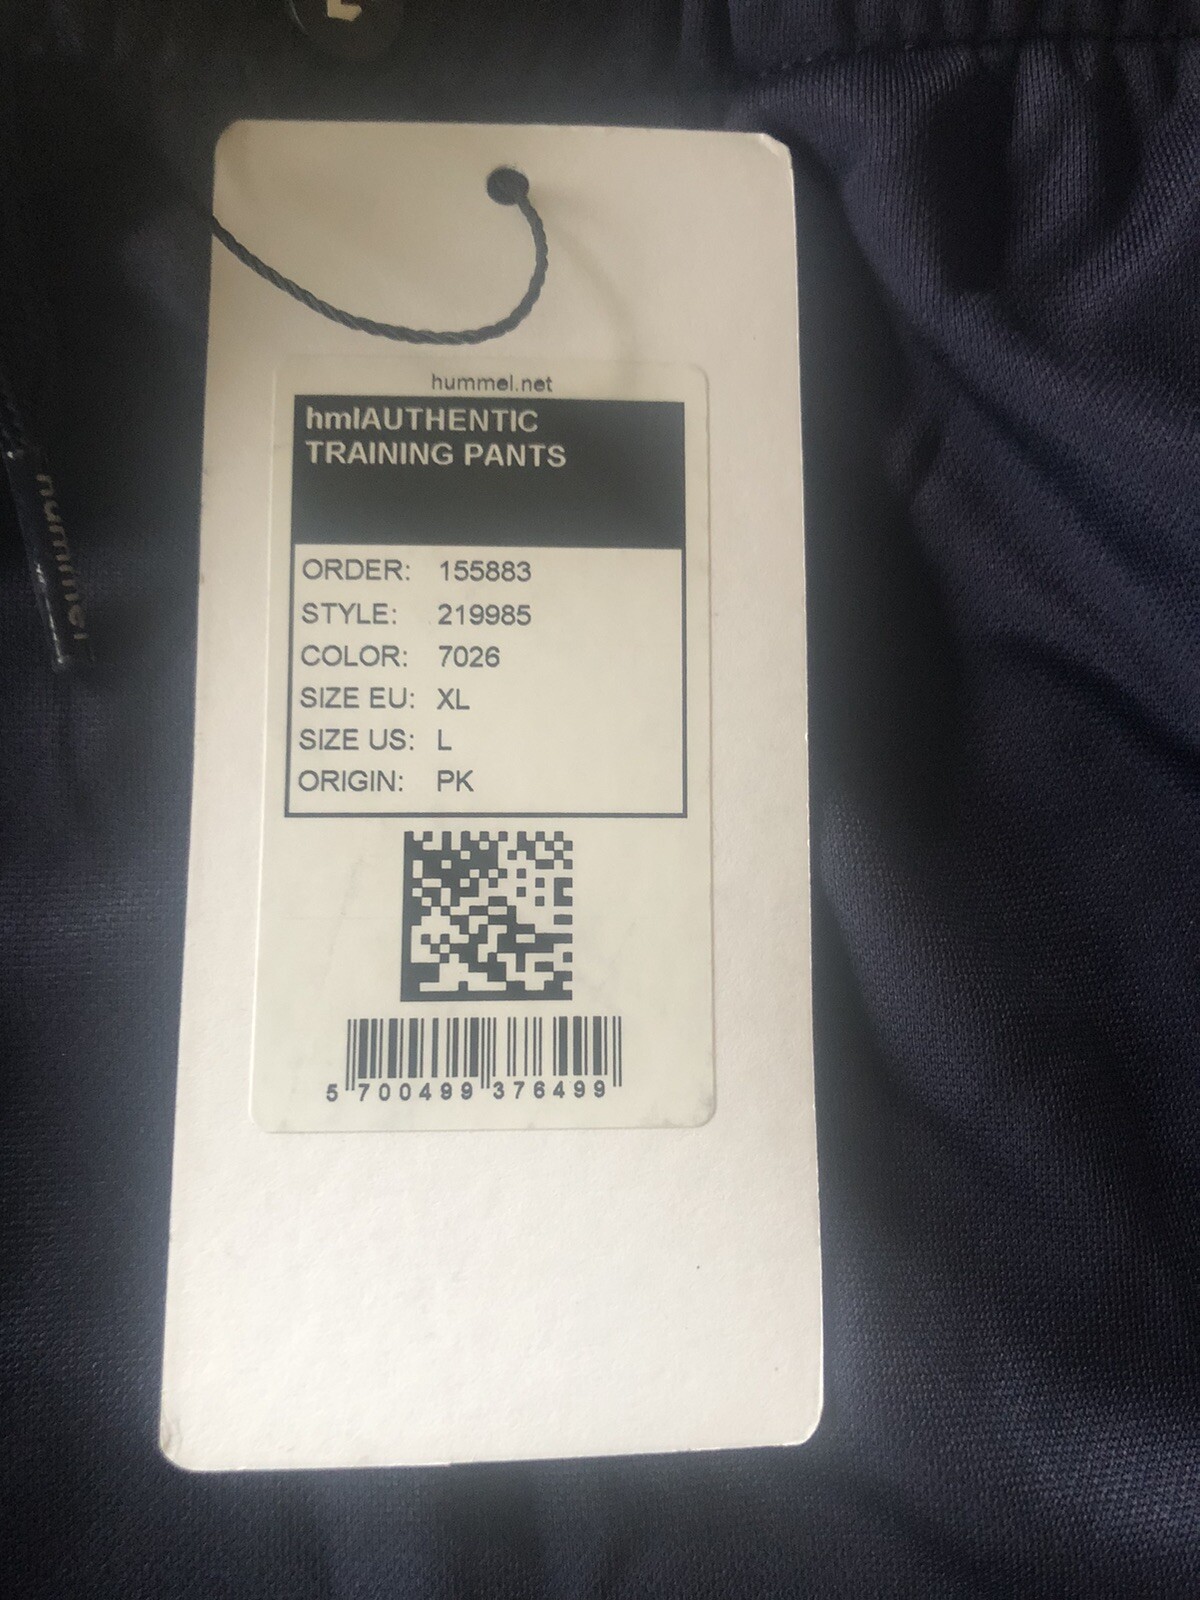 hummel.net
hmlAUTHENTIC
TRAINING PANTS
ORDER: 155883
STYLE: 219985
COLOR: 7026
SIZE EU: XL
SIZE US: L
ORIGIN: PK
5 700499 376499
hummel